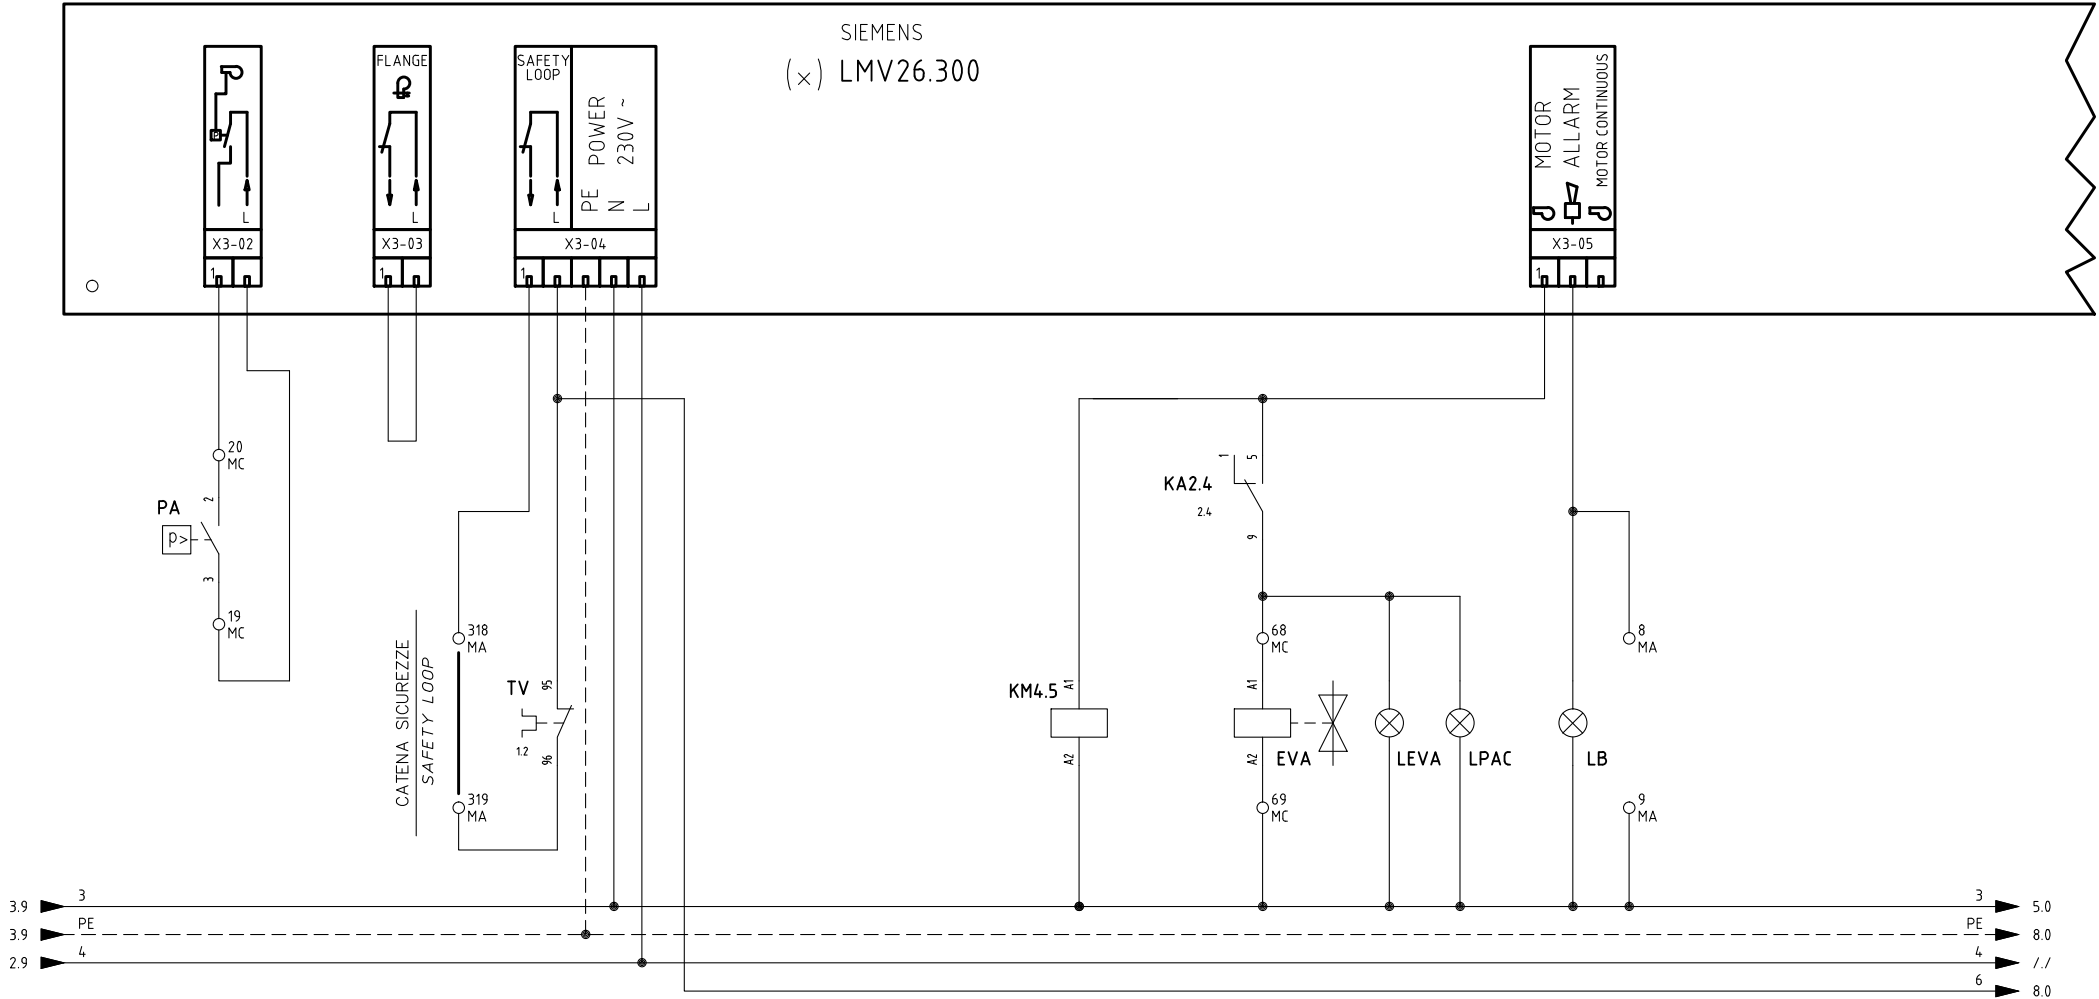 SIEMENS
(x) LMV26.300
P
L
X3-02
1
FLANGE
L
X3-03
1
SAFETY
LOOP
L
PE POWER
N 230V ~
L
X3-04
1
MOTOR
ALLARM
MOTOR CONTINUOUS
X3-05
1
20
MC
2
PA
P>
3
19
MC
CATENA SICUREZZE
SAFETY LOOP
318
MA
319
MA
TV
1.2
95
96
KM4.5
A1
A2
1
5
KA2.4
2.4
9
68
MC
A1
A2
EVA
69
MC
LEVA
LPAC
LB
8
MA
9
MA
3.9 3 3 5.0
3.9 PE PE 8.0
2.9 4 4 /./
6 8.0